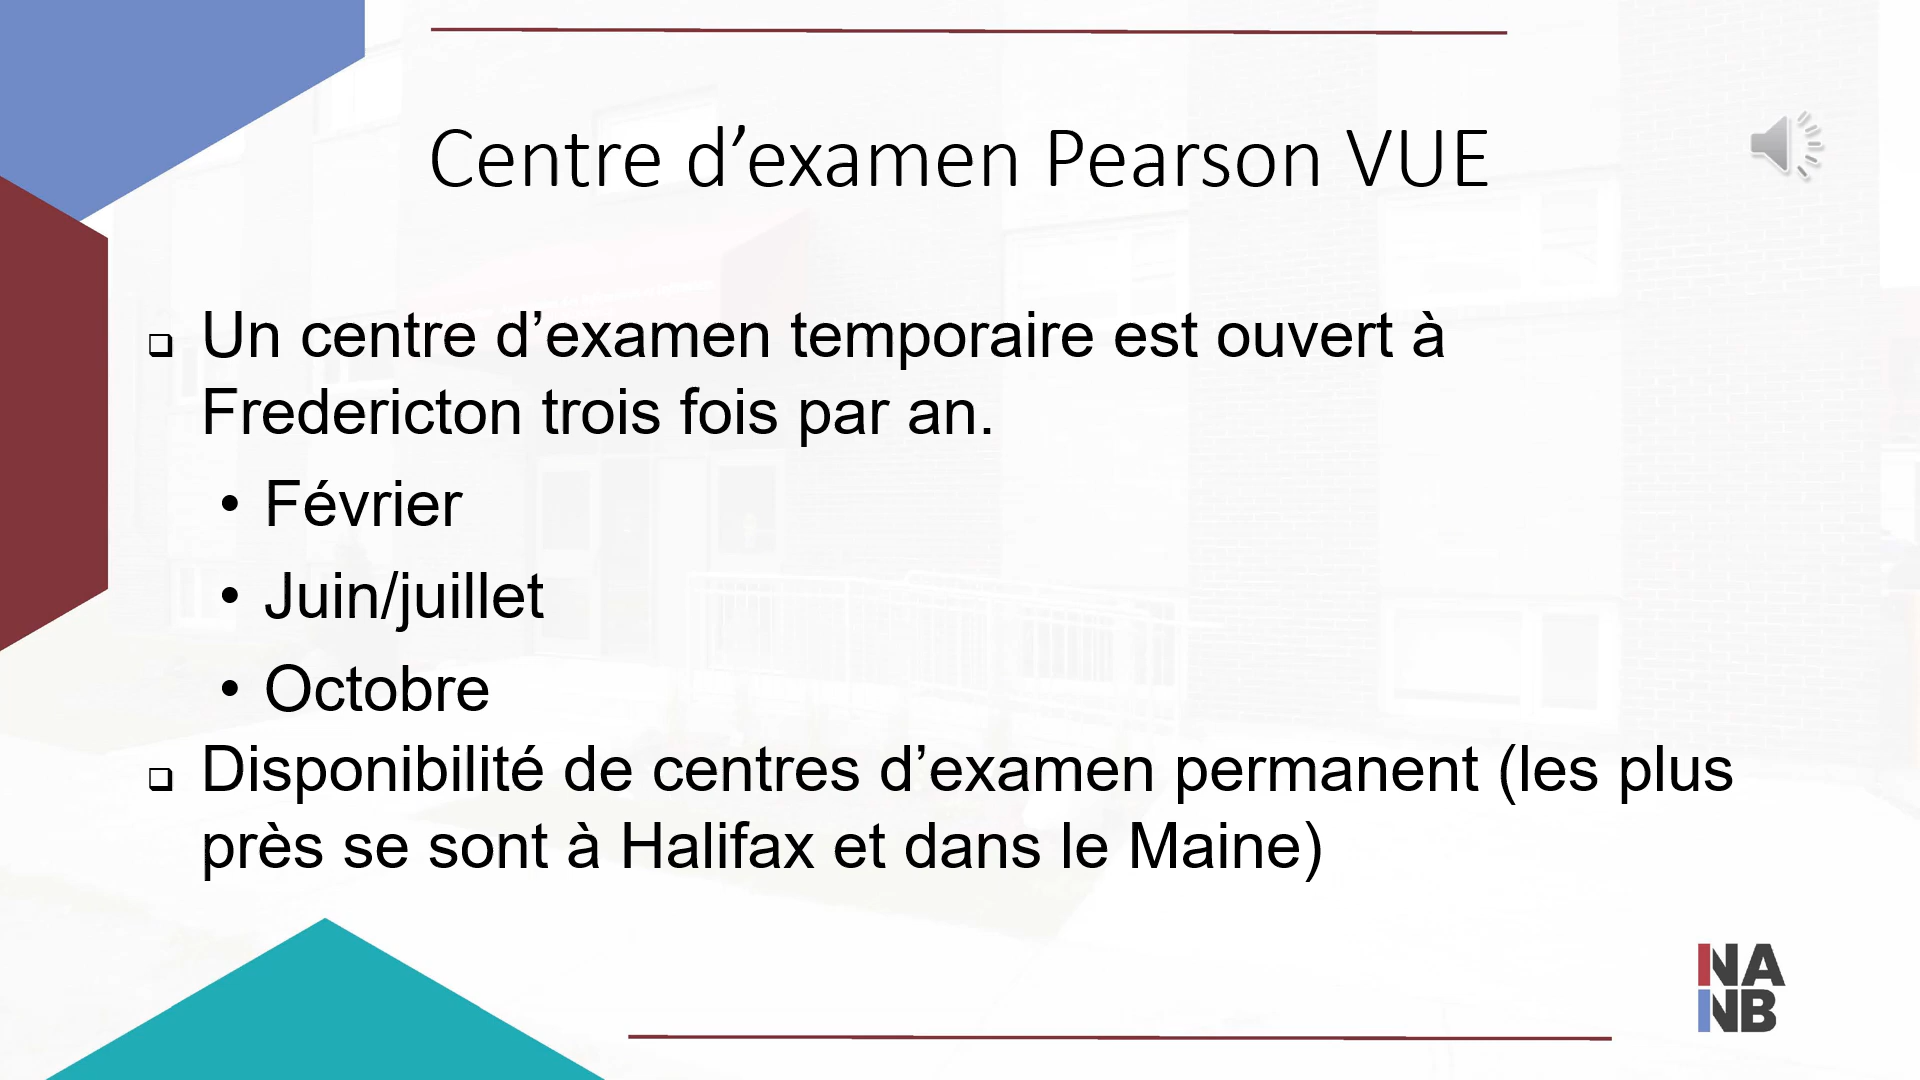 Centre d’examen Pearson VUE
❑ Un centre d’examen temporaire est ouvert à
Fredericton trois fois par an.
• Février
• Juin/juillet
• Octobre
❑ Disponibilité de centres d’examen permanent (les plus
près se sont à Halifax et dans le Maine)
NA
NB